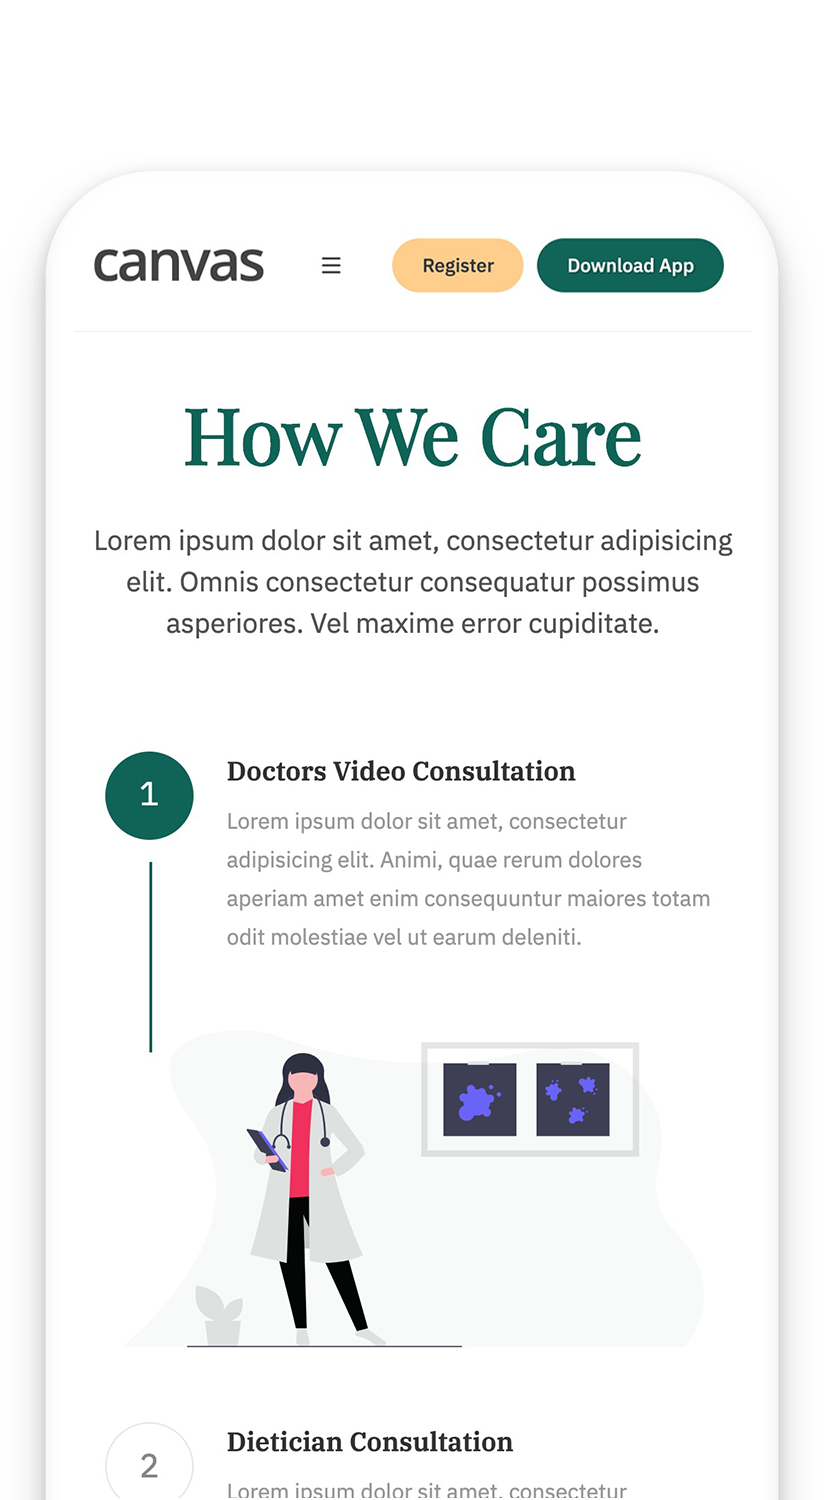 canvas
Register
Download App
How We Care
Lorem ipsum dolor sit amet, consectetur adipisicing
elit. Omnis consectetur consequatur possimus
asperiores. Vel maxime error cupiditate.
1
Doctors Video Consultation
Lorem ipsum dolor sit amet, consectetur
adipisicing elit. Animi, quae rerum dolores
aperiam amet enim consequuntur maiores totam
odit molestiae vel ut earum deleniti.
2
Dietician Consultation
Lorem ipsum dolor sit amet, consectetur